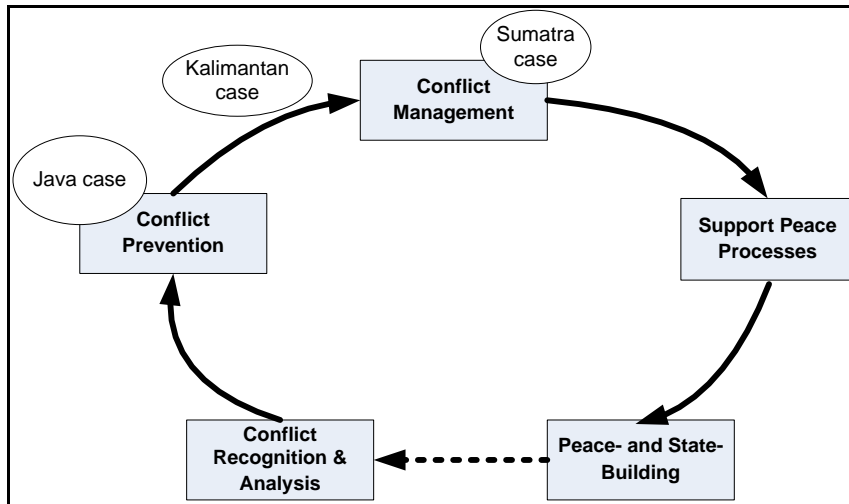 Sumatra
case
Kalimantan
case
Conflict
Management
Java case
Conflict
Prevention
Support Peace
Processes
Conflict
Recognition &
Analysis
Peace- and State-
Building